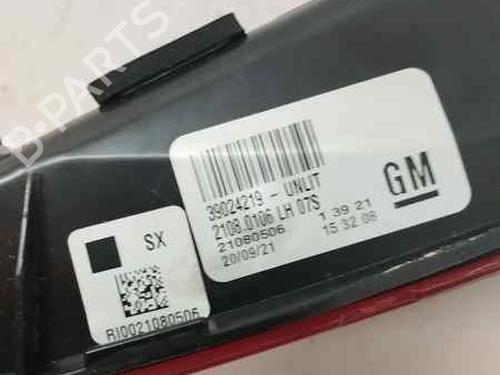 B-PARTS
39024219 - UNLIT
2108.0106 LH 07S
21080506 1 39 21
20/09/21 15 32 08
GM
SX
RI0021080506